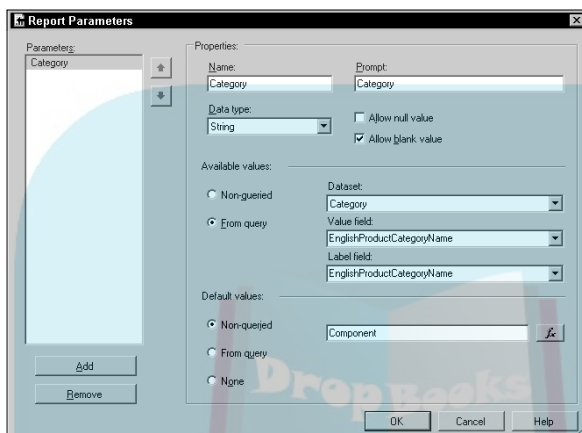 Report Parameters
Parameters:
Category
Add
Remove
Properties:
Name:
Category
Prompt:
Category
Data type:
String
Allow null value
Allow blank value
Available values:
Non-queried
From query
Dataset:
Category
Value field:
EnglishProductCategoryName
Label field:
EnglishProductCategoryName
Default values:
Non-queried
From query
None
Component
fx
DropBooks
OK
Cancel
Help